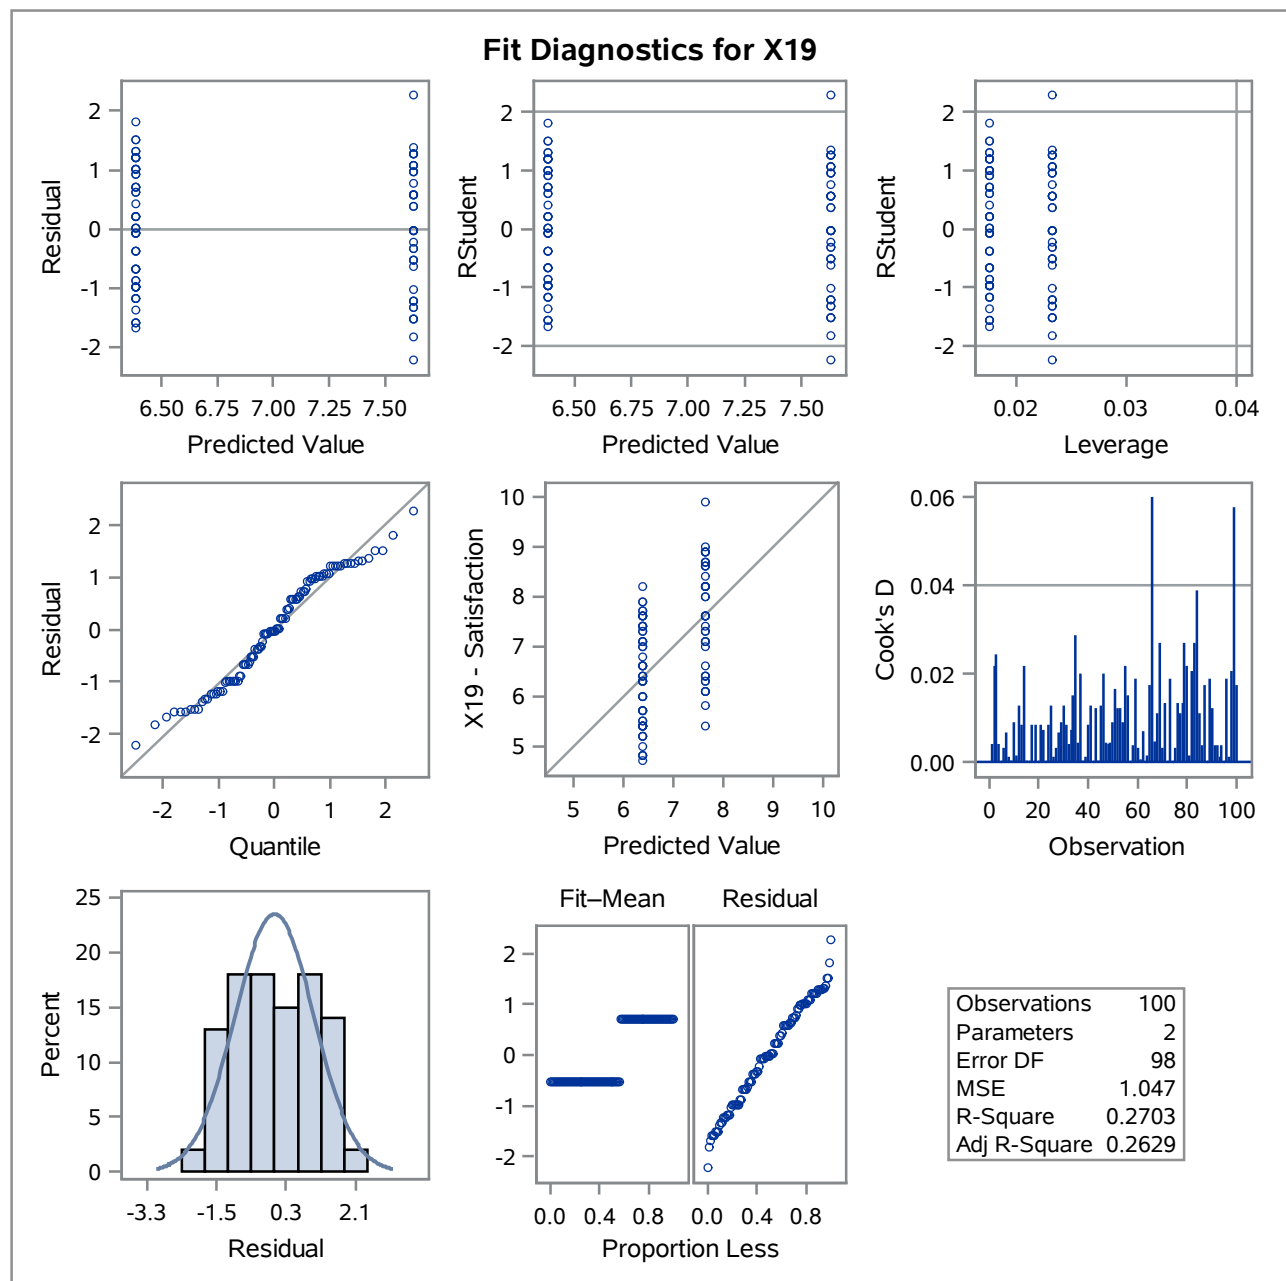 Fit Diagnostics for X19
Residual
2
1
0
-1
-2
6.50 6.75 7.00 7.25 7.50
Predicted Value
RStudent
2
1
0
-1
-2
6.50 6.75 7.00 7.25 7.50
Predicted Value
RStudent
2
1
0
-1
-2
0.02 0.03 0.04
Leverage
Residual
2
1
0
-1
-2
-2 -1 0 1 2
Quantile
X19 - Satisfaction
10
9
8
7
6
5
5 6 7 8 9 10
Predicted Value
Cook's D
0.06
0.04
0.02
0.00
0 20 40 60 80 100
Observation
Percent
25
20
15
10
5
0
-3.3 -1.5 0.3 2.1
Residual
Fit–Mean Residual
2
1
0
-1
-2
0.0 0.4 0.8 0.0 0.4 0.8
Proportion Less
Observations 100
Parameters 2
Error DF 98
MSE 1.047
R-Square 0.2703
Adj R-Square 0.2629